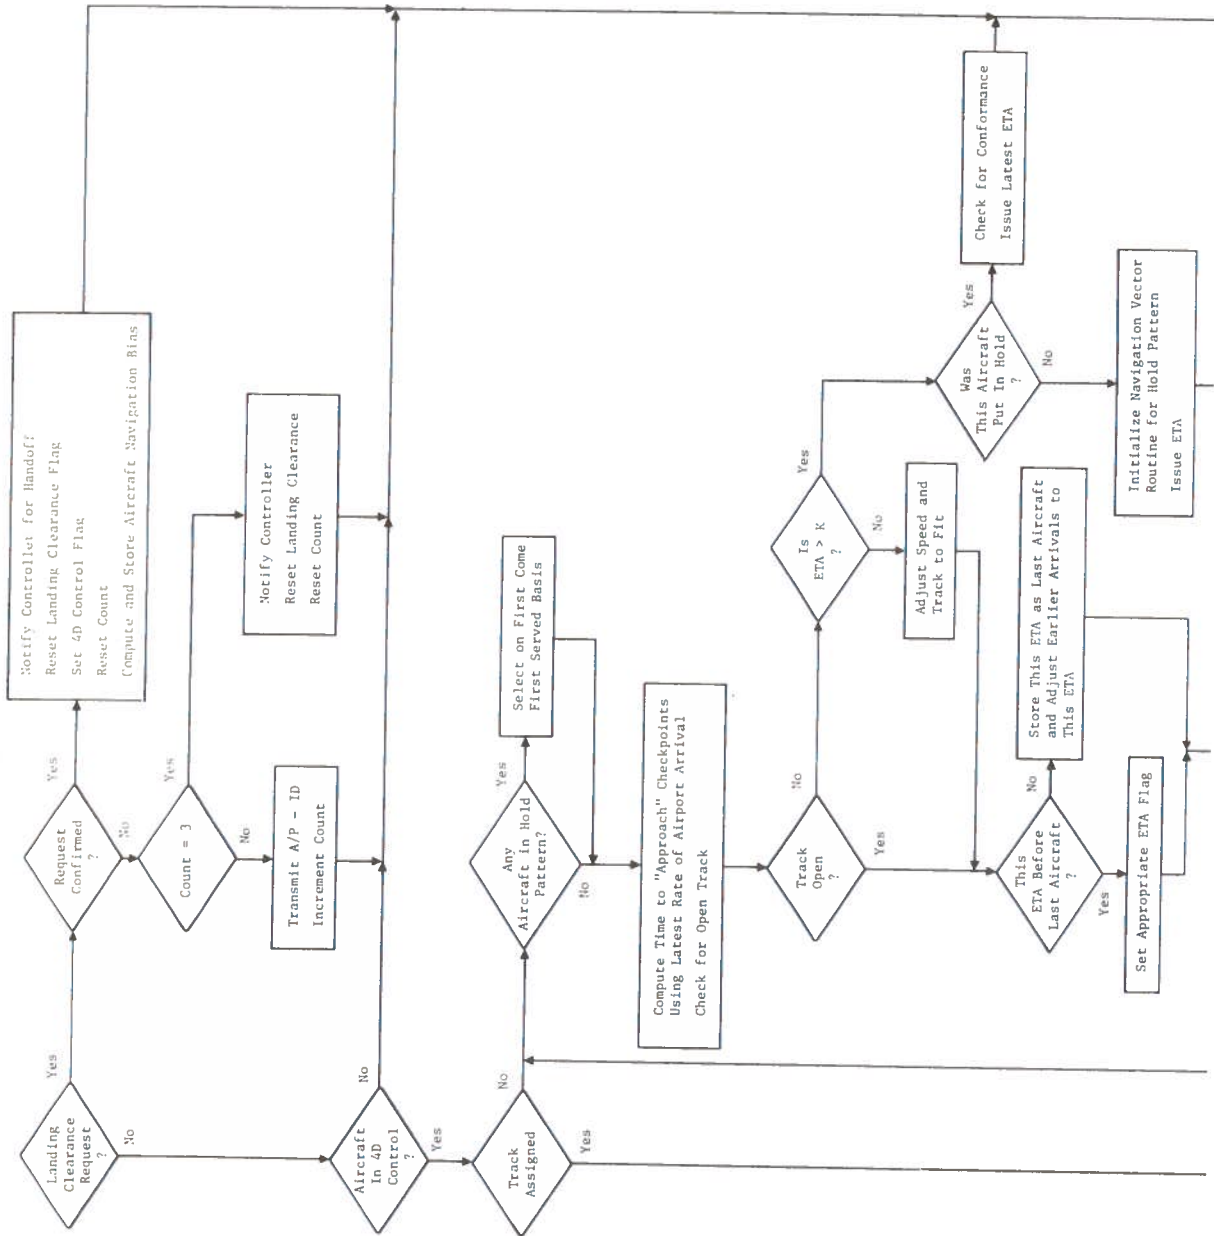 Landing
Clearance
Request
?
Yes
No
Request
Confirmed
?
Yes
No
Notify Controller for Handoff
Reset Landing Clearance Flag
Set 4D Control Flag
Reset Count
Compute and Store Aircraft Navigation Bias
Count = 3
Yes
No
Notify Controller
Reset Landing Clearance
Reset Count
Transmit A/P - ID
Increment Count
Aircraft
In 4D
Control
?
No
Yes
Track
Assigned
No
Yes
Any
Aircraft in Hold
Pattern?
Yes
No
Select on First Come
First Served Basis
Compute Time to "Approach" Checkpoints
Using Latest Rate of Airport Arrival
Check for Open Track
Track
Open
?
No
Yes
Is
ETA > K
?
Yes
No
Adjust Speed and
Track to Fit
Was
This Aircraft
Put In Hold
?
Yes
No
Check for Conformance
Issue Latest ETA
Initialize Navigation Vector
Routine for Hold Pattern
Issue ETA
This
ETA Before
Last Aircraft
?
No
Yes
Store This ETA as Last Aircraft
and Adjust Earlier Arrivals to
This ETA
Set Appropriate ETA Flag